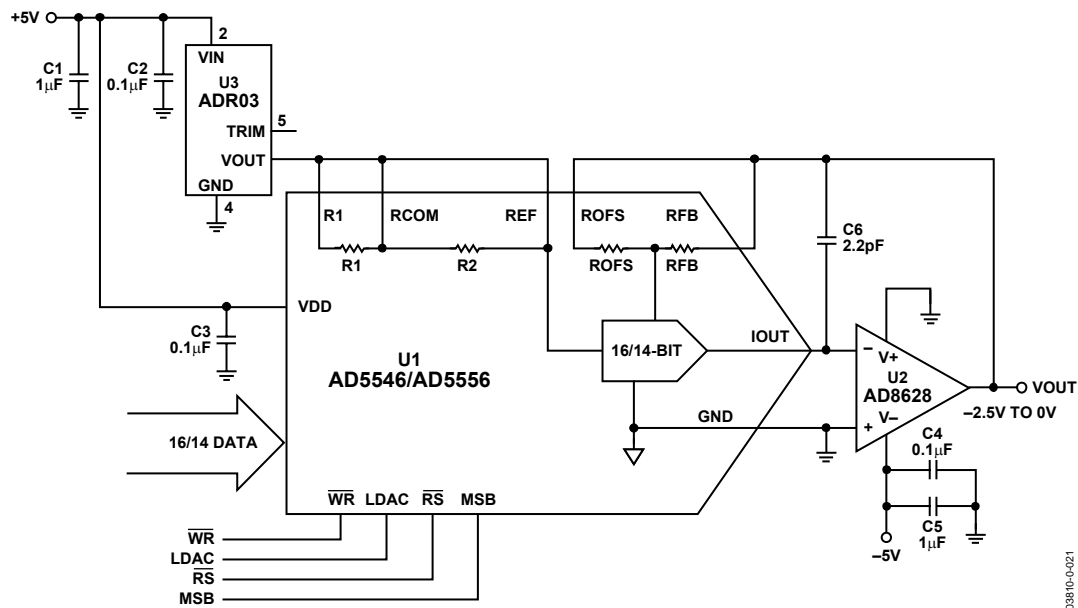 +5V
2
C1
1μF
C2
0.1μF
VIN
U3
ADR03
5
TRIM
VOUT
GND
4
R1
RCOM
REF
ROFS
RFB
R1
R2
ROFS
RFB
C6
2.2pF
VDD
C3
0.1μF
16/14-BIT
IOUT
–
V+
U2
AD8628
V–
+
VOUT
–2.5V TO 0V
U1
AD5546/AD5556
GND
16/14 DATA
C4
0.1μF
C5
1μF
–5V
WR LDAC RS MSB
WR
LDAC
RS
MSB
03810-0-021